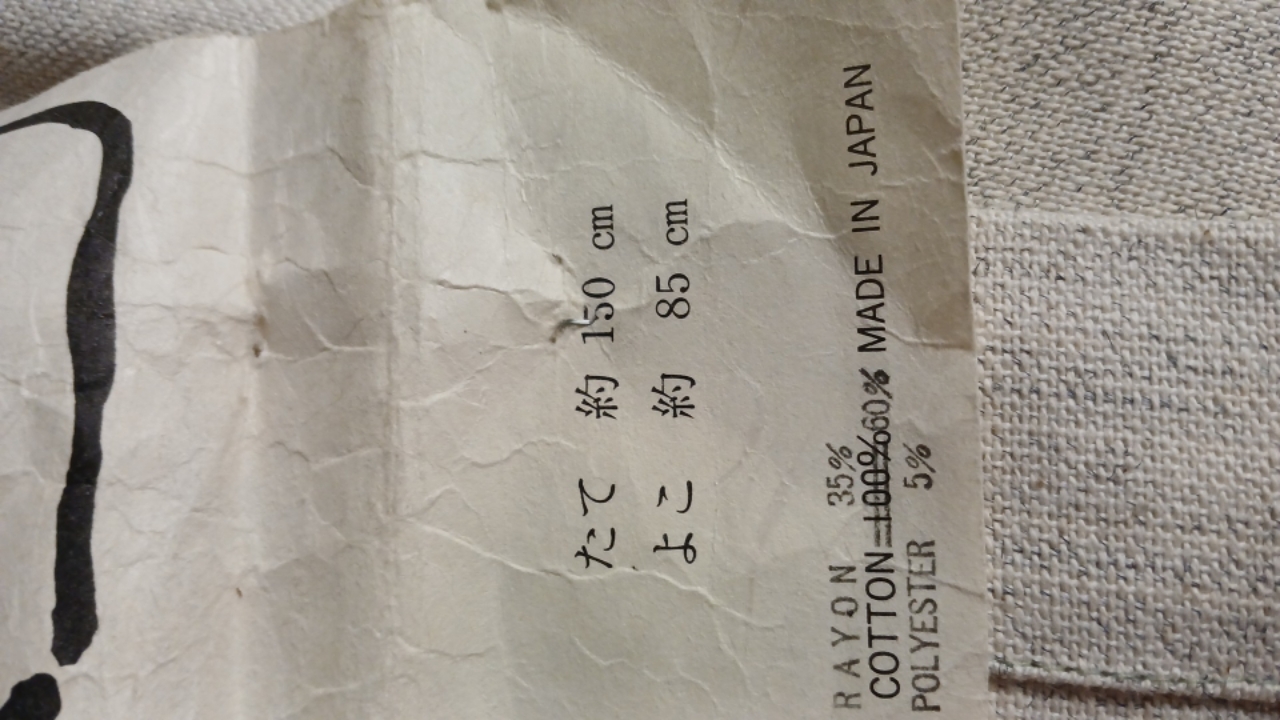 たて 約 150 cm
よこ 約 85 cm
RAYON 35%
COTTON 100% 60% MADE IN JAPAN
POLYESTER 5%